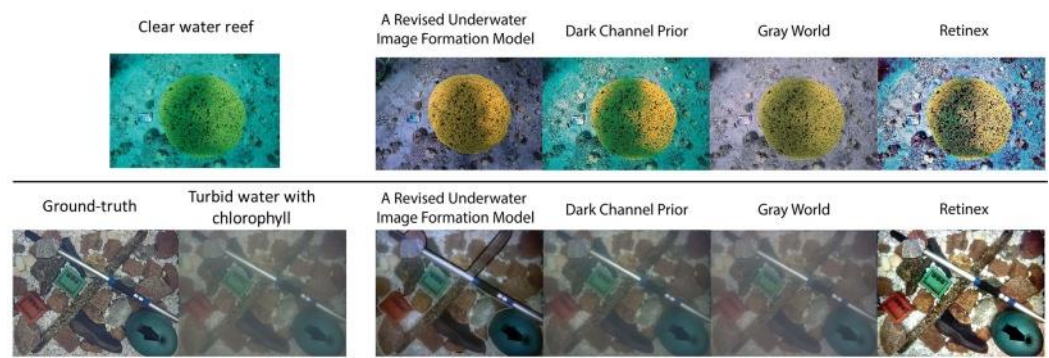 Clear water reef
A Revised Underwater
Image Formation Model
Dark Channel Prior
Gray World
Retinex
Ground-truth
Turbid water with
chlorophyll
A Revised Underwater
Image Formation Model
Dark Channel Prior
Gray World
Retinex